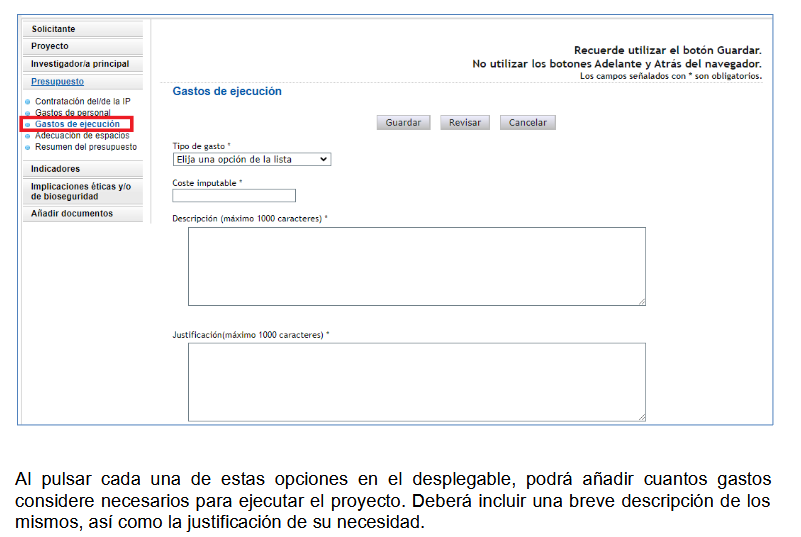 Solicitante
Proyecto
Investigador/a principal
Presupuesto
Contratación del/de la IP
Gastos de personal
Gastos de ejecución
Adecuación de espacios
Resumen del presupuesto
Indicadores
Implicaciones éticas y/o
de bioseguridad
Añadir documentos
Recuerde utilizar el botón Guardar.
No utilizar los botones Adelante y Atrás del navegador.
Los campos señalados con * son obligatorios.
Gastos de ejecución
Guardar Revisar Cancelar
Tipo de gasto *
Elija una opción de la lista
Coste imputable *
Descripción (máximo 1000 caracteres) *
Justificación(máximo 1000 caracteres) *
Al pulsar cada una de estas opciones en el desplegable, podrá añadir cuantos gastos
considere necesarios para ejecutar el proyecto. Deberá incluir una breve descripción de los
mismos, así como la justificación de su necesidad.